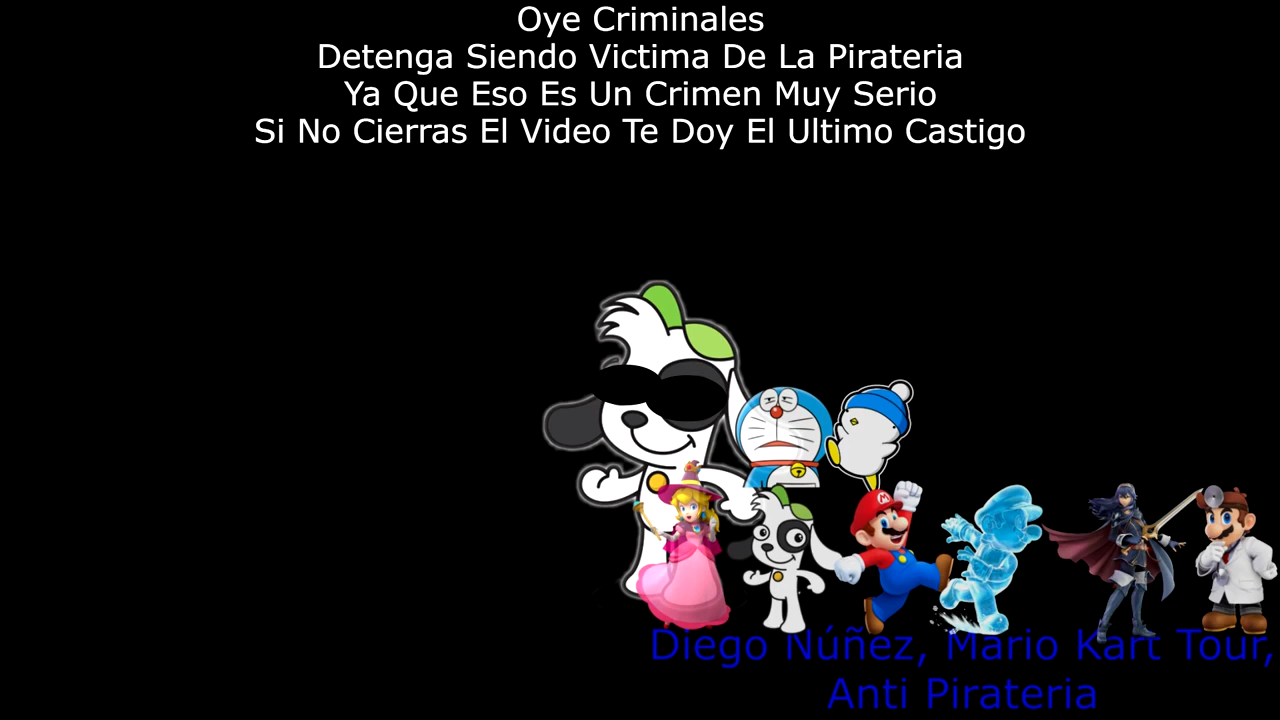 Oye Criminales
Detenga Siendo Victima De La Pirateria
Ya Que Eso Es Un Crimen Muy Serio
Si No Cierras El Video Te Doy El Ultimo Castigo
M
Diego Núñez, Mario Kart Tour,
Anti Pirateria